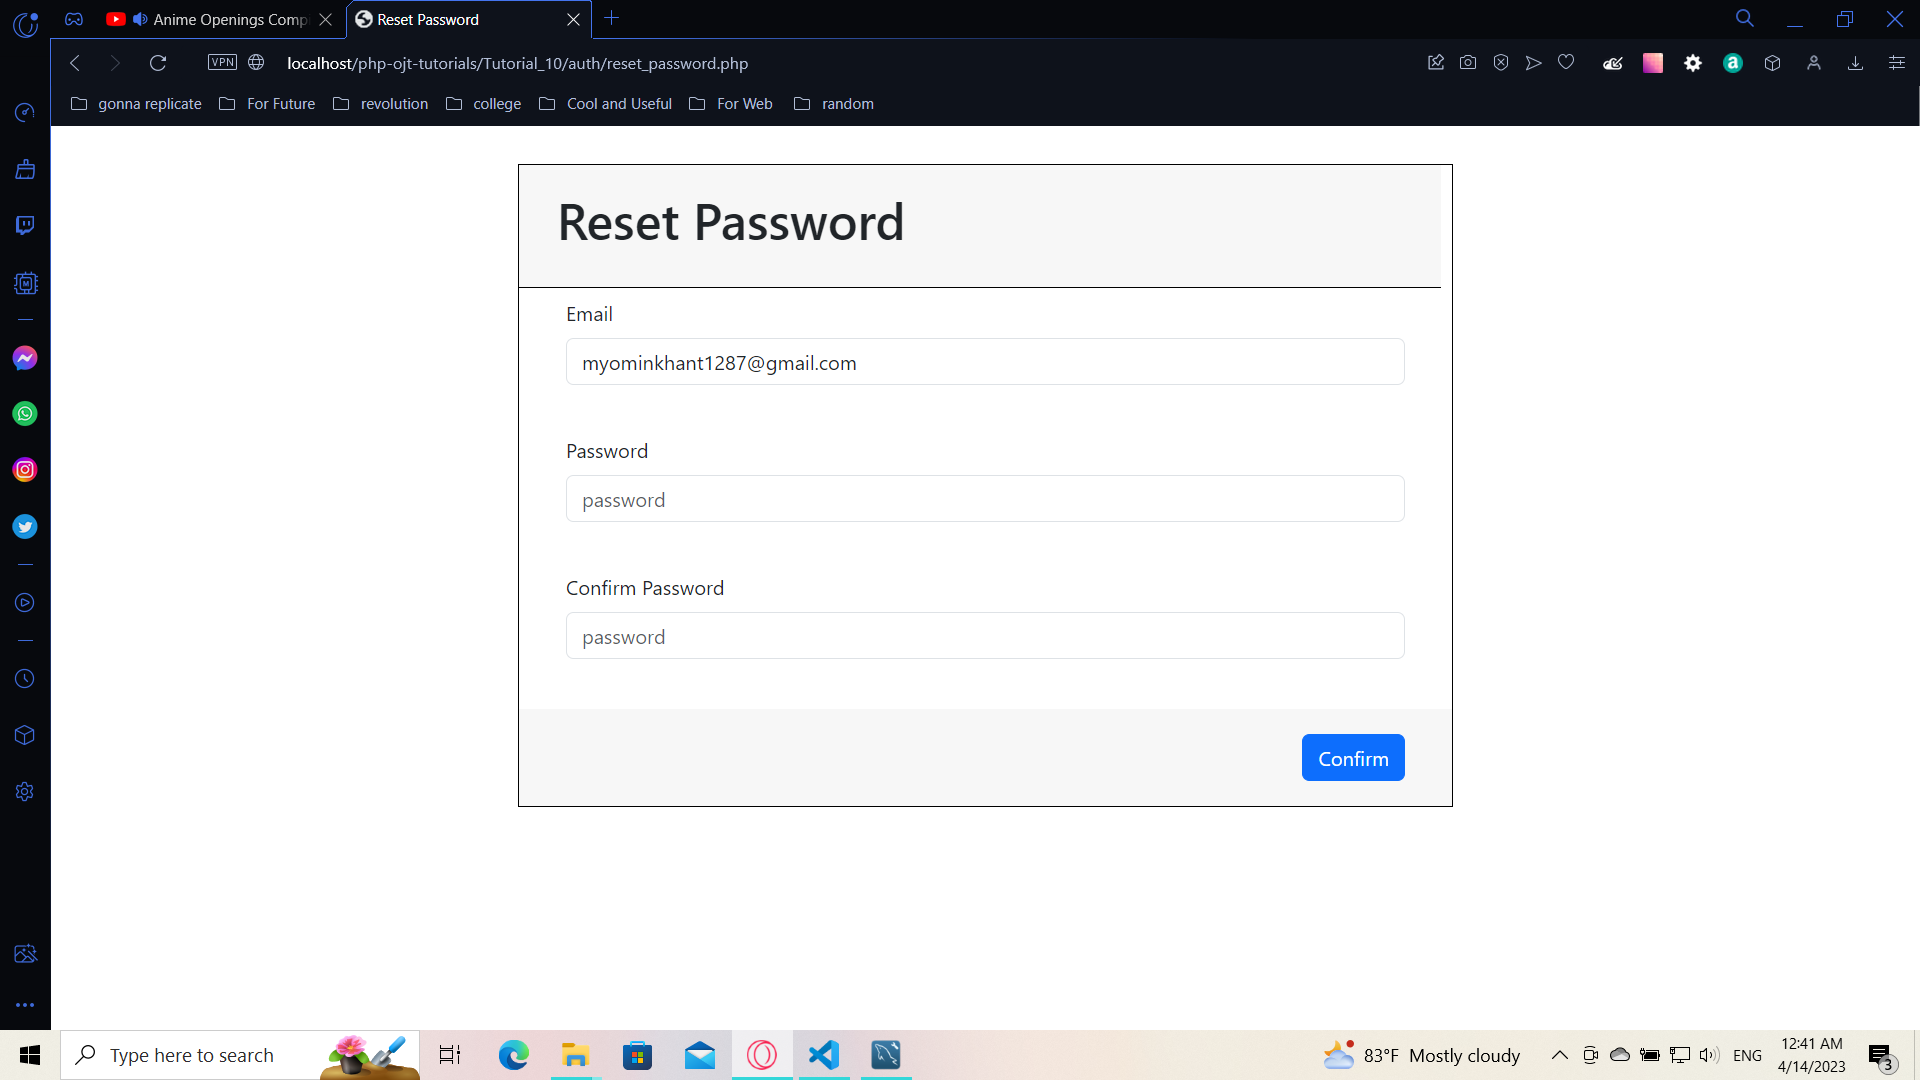 Anime Openings Comp
Reset Password
VPN
localhost/php-ojt-tutorials/Tutorial_10/auth/reset_password.php
gonna replicate
For Future
revolution
college
Cool and Useful
For Web
random
Reset Password
Email
myominkhant1287@gmail.com
Password
password
Confirm Password
password
Confirm
Type here to search
83°F Mostly cloudy
ENG
12:41 AM
4/14/2023
3